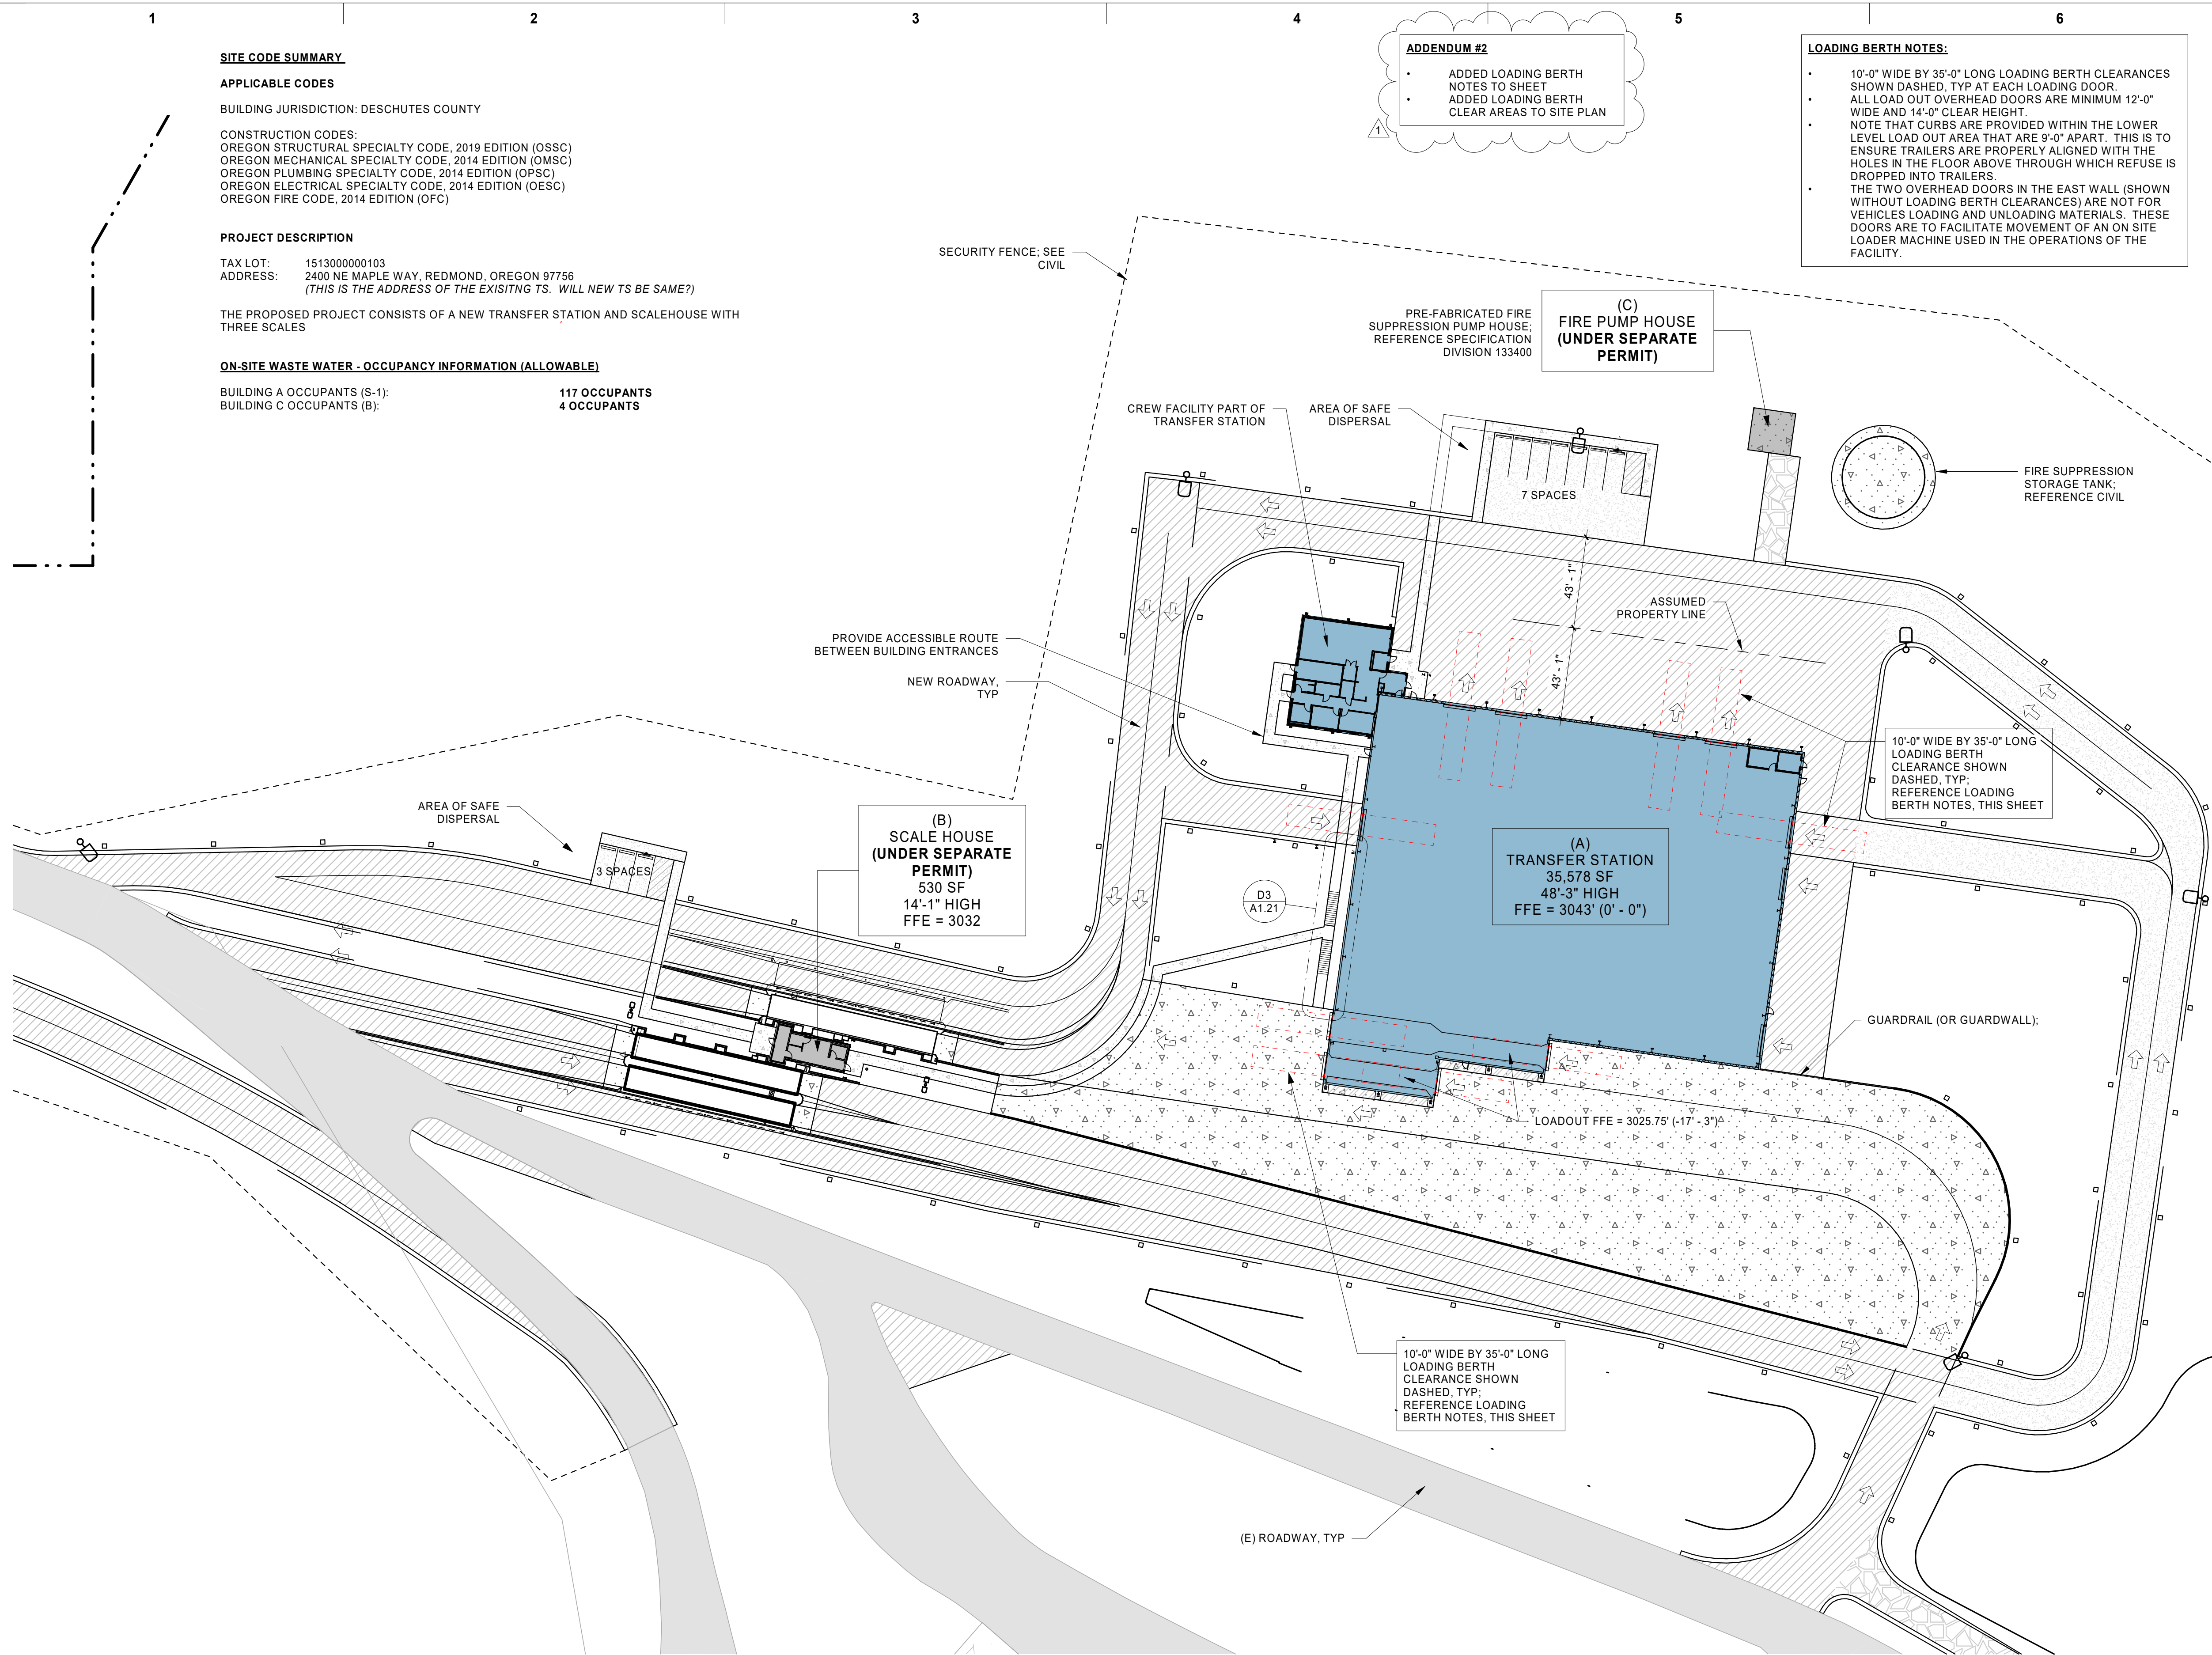 1 2 3 4 5 6
SITE CODE SUMMARY
APPLICABLE CODES
BUILDING JURISDICTION: DESCHUTES COUNTY
CONSTRUCTION CODES:
OREGON STRUCTURAL SPECIALTY CODE, 2019 EDITION (OSSC)
OREGON MECHANICAL SPECIALTY CODE, 2014 EDITION (OMSC)
OREGON PLUMBING SPECIALTY CODE, 2014 EDITION (OPSC)
OREGON ELECTRICAL SPECIALTY CODE, 2014 EDITION (OESC)
OREGON FIRE CODE, 2014 EDITION (OFC)
PROJECT DESCRIPTION
TAX LOT: 1513000000103
ADDRESS: 2400 NE MAPLE WAY, REDMOND, OREGON 97756
(THIS IS THE ADDRESS OF THE EXISITNG TS. WILL NEW TS BE SAME?)
THE PROPOSED PROJECT CONSISTS OF A NEW TRANSFER STATION AND SCALEHOUSE WITH
THREE SCALES
ON-SITE WASTE WATER - OCCUPANCY INFORMATION (ALLOWABLE)
BUILDING A OCCUPANTS (S-1): 117 OCCUPANTS
BUILDING C OCCUPANTS (B): 4 OCCUPANTS
ADDENDUM #2
• ADDED LOADING BERTH
NOTES TO SHEET
• ADDED LOADING BERTH
CLEAR AREAS TO SITE PLAN
1
LOADING BERTH NOTES:
• 10'-0" WIDE BY 35'-0" LONG LOADING BERTH CLEARANCES
SHOWN DASHED, TYP AT EACH LOADING DOOR.
• ALL LOAD OUT OVERHEAD DOORS ARE MINIMUM 12'-0"
WIDE AND 14'-0" CLEAR HEIGHT.
• NOTE THAT CURBS ARE PROVIDED WITHIN THE LOWER
LEVEL LOAD OUT AREA THAT ARE 9'-0" APART. THIS IS TO
ENSURE TRAILERS ARE PROPERLY ALIGNED WITH THE
HOLES IN THE FLOOR ABOVE THROUGH WHICH REFUSE IS
DROPPED INTO TRAILERS.
• THE TWO OVERHEAD DOORS IN THE EAST WALL (SHOWN
WITHOUT LOADING BERTH CLEARANCES) ARE NOT FOR
VEHICLES LOADING AND UNLOADING MATERIALS. THESE
DOORS ARE TO FACILITATE MOVEMENT OF AN ON SITE
LOADER MACHINE USED IN THE OPERATIONS OF THE
FACILITY.
SECURITY FENCE; SEE
CIVIL
PRE-FABRICATED FIRE
SUPPRESSION PUMP HOUSE;
REFERENCE SPECIFICATION
DIVISION 133400
(C)
FIRE PUMP HOUSE
(UNDER SEPARATE
PERMIT)
CREW FACILITY PART OF
TRANSFER STATION
AREA OF SAFE
DISPERSAL
7 SPACES
FIRE SUPPRESSION
STORAGE TANK;
REFERENCE CIVIL
43' - 1"
43' - 1"
ASSUMED
PROPERTY LINE
PROVIDE ACCESSIBLE ROUTE
BETWEEN BUILDING ENTRANCES
NEW ROADWAY,
TYP
10'-0" WIDE BY 35'-0" LONG
LOADING BERTH
CLEARANCE SHOWN
DASHED, TYP;
REFERENCE LOADING
BERTH NOTES, THIS SHEET
AREA OF SAFE
DISPERSAL
3 SPACES
(B)
SCALE HOUSE
(UNDER SEPARATE
PERMIT)
530 SF
14'-1" HIGH
FFE = 3032
D3
A1.21
(A)
TRANSFER STATION
35,578 SF
48'-3" HIGH
FFE = 3043' (0' - 0")
GUARDRAIL (OR GUARDWALL);
LOADOUT FFE = 3025.75' (-17' - 3")
10'-0" WIDE BY 35'-0" LONG
LOADING BERTH
CLEARANCE SHOWN
DASHED, TYP;
REFERENCE LOADING
BERTH NOTES, THIS SHEET
(E) ROADWAY, TYP